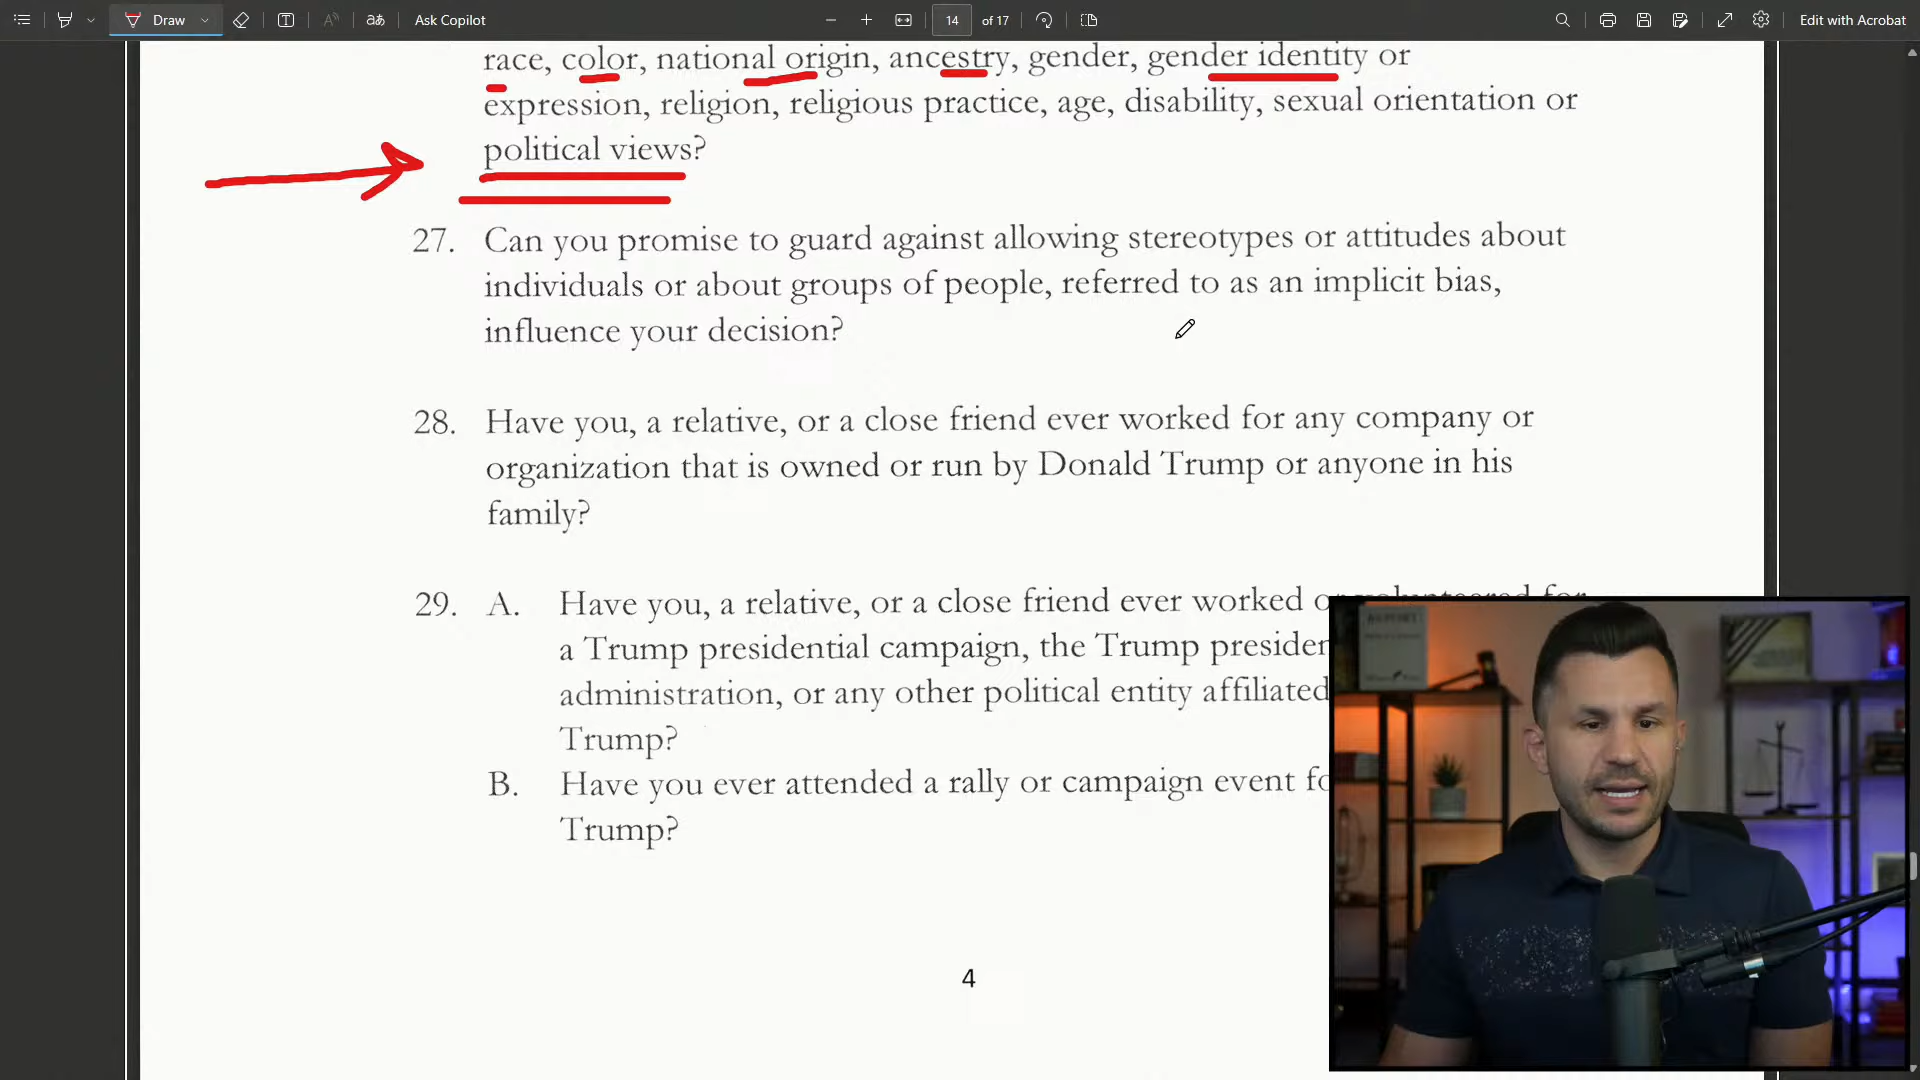 Draw
aあ
Ask Copilot
14 of 17
Edit with Acrobat
race, color, national origin, ancestry, gender, gender identity or
expression, religion, religious practice, age, disability, sexual orientation or
political views?
27. Can you promise to guard against allowing stereotypes or attitudes about
individuals or about groups of people, referred to as an implicit bias,
influence your decision?
28. Have you, a relative, or a close friend ever worked for any company or
organization that is owned or run by Donald Trump or anyone in his
family?
29. A. Have you, a relative, or a close friend ever worked or volunteered for
a Trump presidential campaign, the Trump presiden
administration, or any other political entity affiliated
Trump?
B. Have you ever attended a rally or campaign event fo
Trump?
4